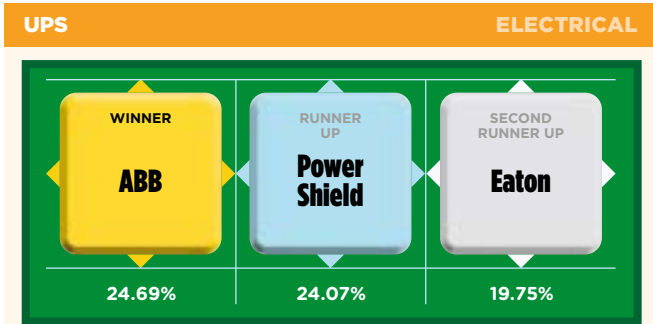 UPS
ELECTRICAL
WINNER
ABB
RUNNER
UP
Power
Shield
SECOND
RUNNER UP
Eaton
24.69%
24.07%
19.75%